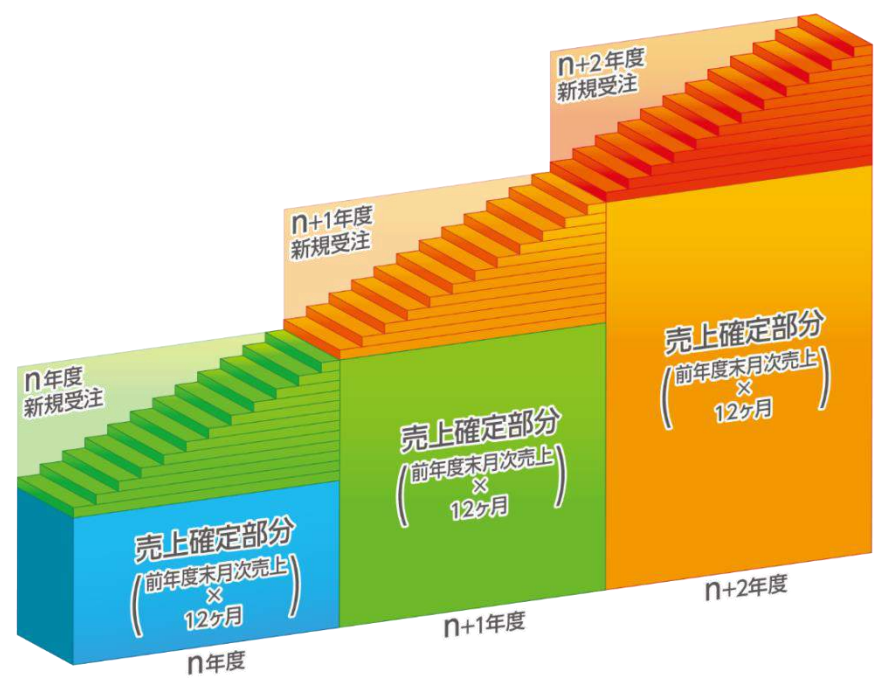 n+2年度
新規受注
n+1年度
新規受注
n年度
新規受注
売上確定部分
(前年度末月次売上
×
12ヶ月)
売上確定部分
(前年度末月次売上
×
12ヶ月)
売上確定部分
(前年度末月次売上
×
12ヶ月)
n年度
n+1年度
n+2年度